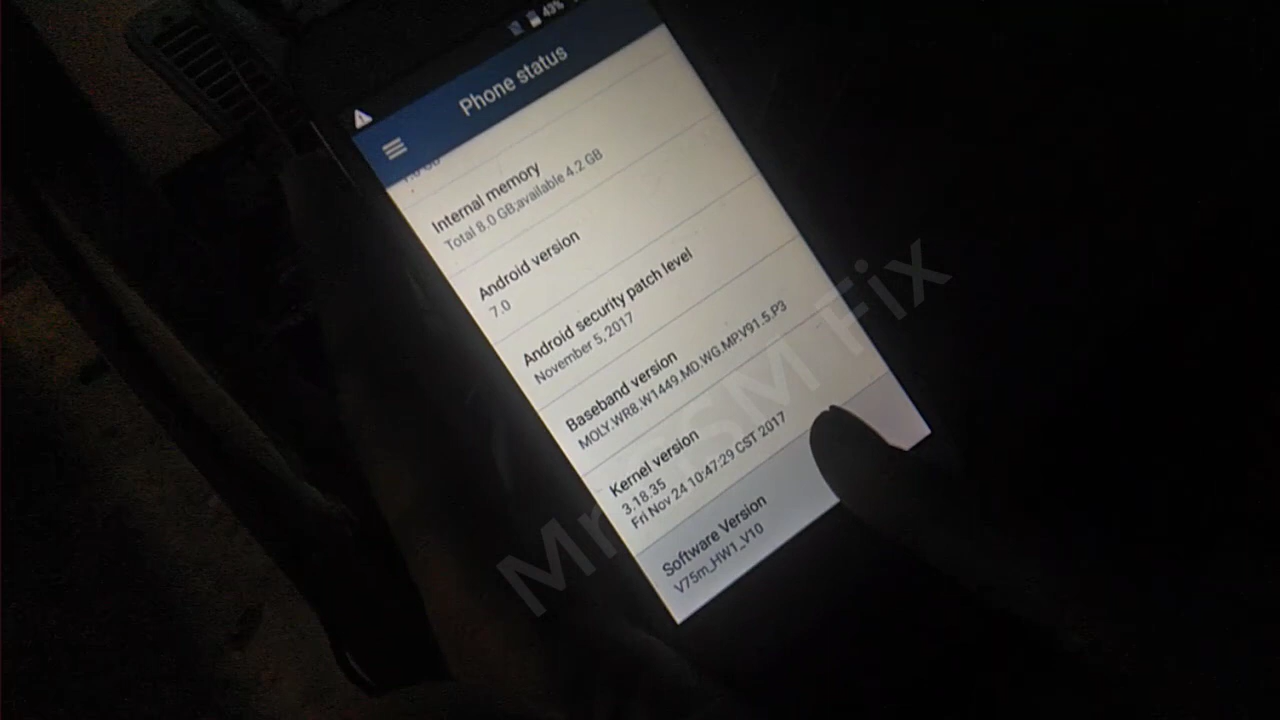 43%
Phone status
Internal memory
Total 8.0 GB,available 4.2 GB
Android version
7.0
Android security patch level
November 5, 2017
Baseband version
MOLY.WR8.W1449.MD.WG.MP.V91.5.P3
Kernel version
3.18.35
Fri Nov 24 10:47:29 CST 2017
Software Version
V75m_HW1_V10
Fix